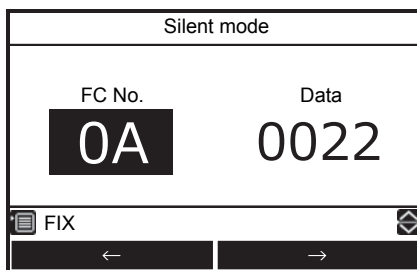 Silent mode
FC No. Data
0A 0022
FIX
← →